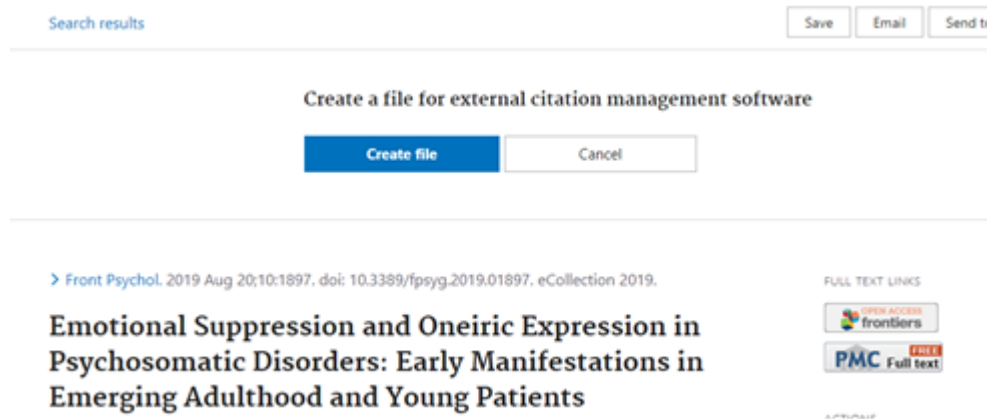 Search results
Save
Email
Send to
Create a file for external citation management software
Create file
Cancel
Front Psychol. 2019 Aug 20;10:1897. doi: 10.3389/fpsyg.2019.01897. eCollection 2019.
FULL TEXT LINKS
OPEN ACCESS
frontiers
Emotional Suppression and Oneiric Expression in
Psychosomatic Disorders: Early Manifestations in
Emerging Adulthood and Young Patients
FREE
PMC Full text
ACTIONS